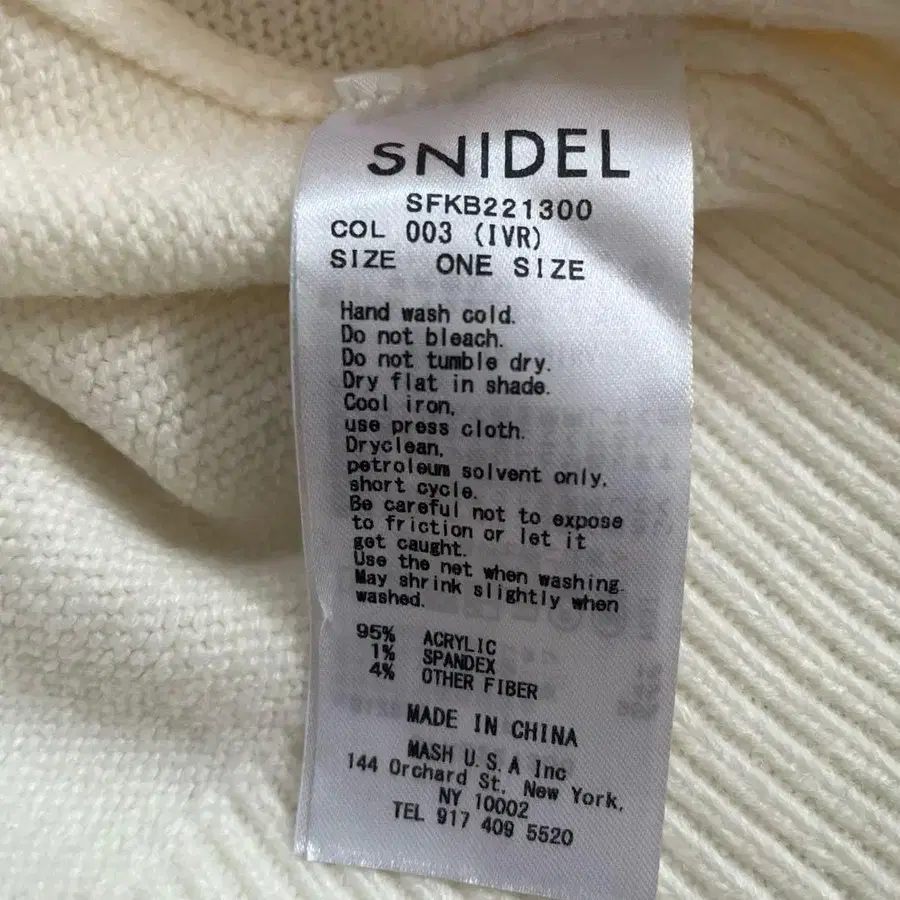 SNIDEL
SFKB221300
COL 003 (IVR)
SIZE ONE SIZE
Hand wash cold.
Do not bleach.
Do not tumble dry.
Dry flat in shade.
Cool iron,
use press cloth.
Dryclean,
petroleum solvent only,
short cycle.
Be careful not to expose
to friction or let it
get caught.
Use the net when washing.
May shrink slightly when
washed.
95% ACRYLIC
1% SPANDEX
4% OTHER FIBER
MADE IN CHINA
MASH U.S.A Inc
144 Orchard St, New York,
NY 10002
TEL 917 409 5520